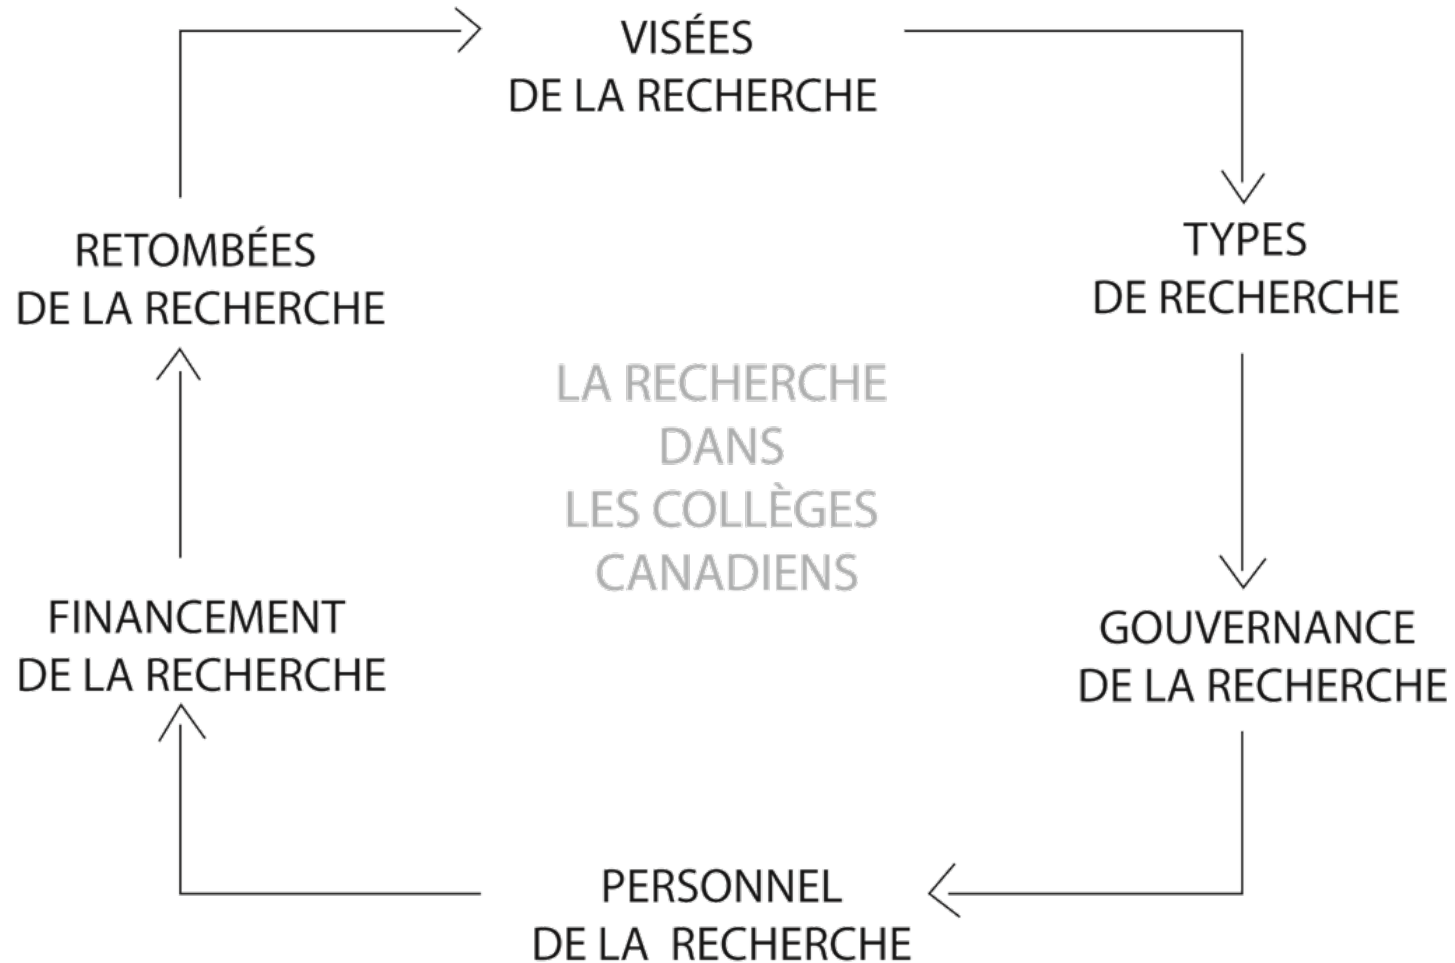 VISÉES
DE LA RECHERCHE
TYPES
DE RECHERCHE
GOUVERNANCE
DE LA RECHERCHE
PERSONNEL
DE LA RECHERCHE
FINANCEMENT
DE LA RECHERCHE
RETOMBÉES
DE LA RECHERCHE
LA RECHERCHE
DANS
LES COLLÈGES
CANADIENS